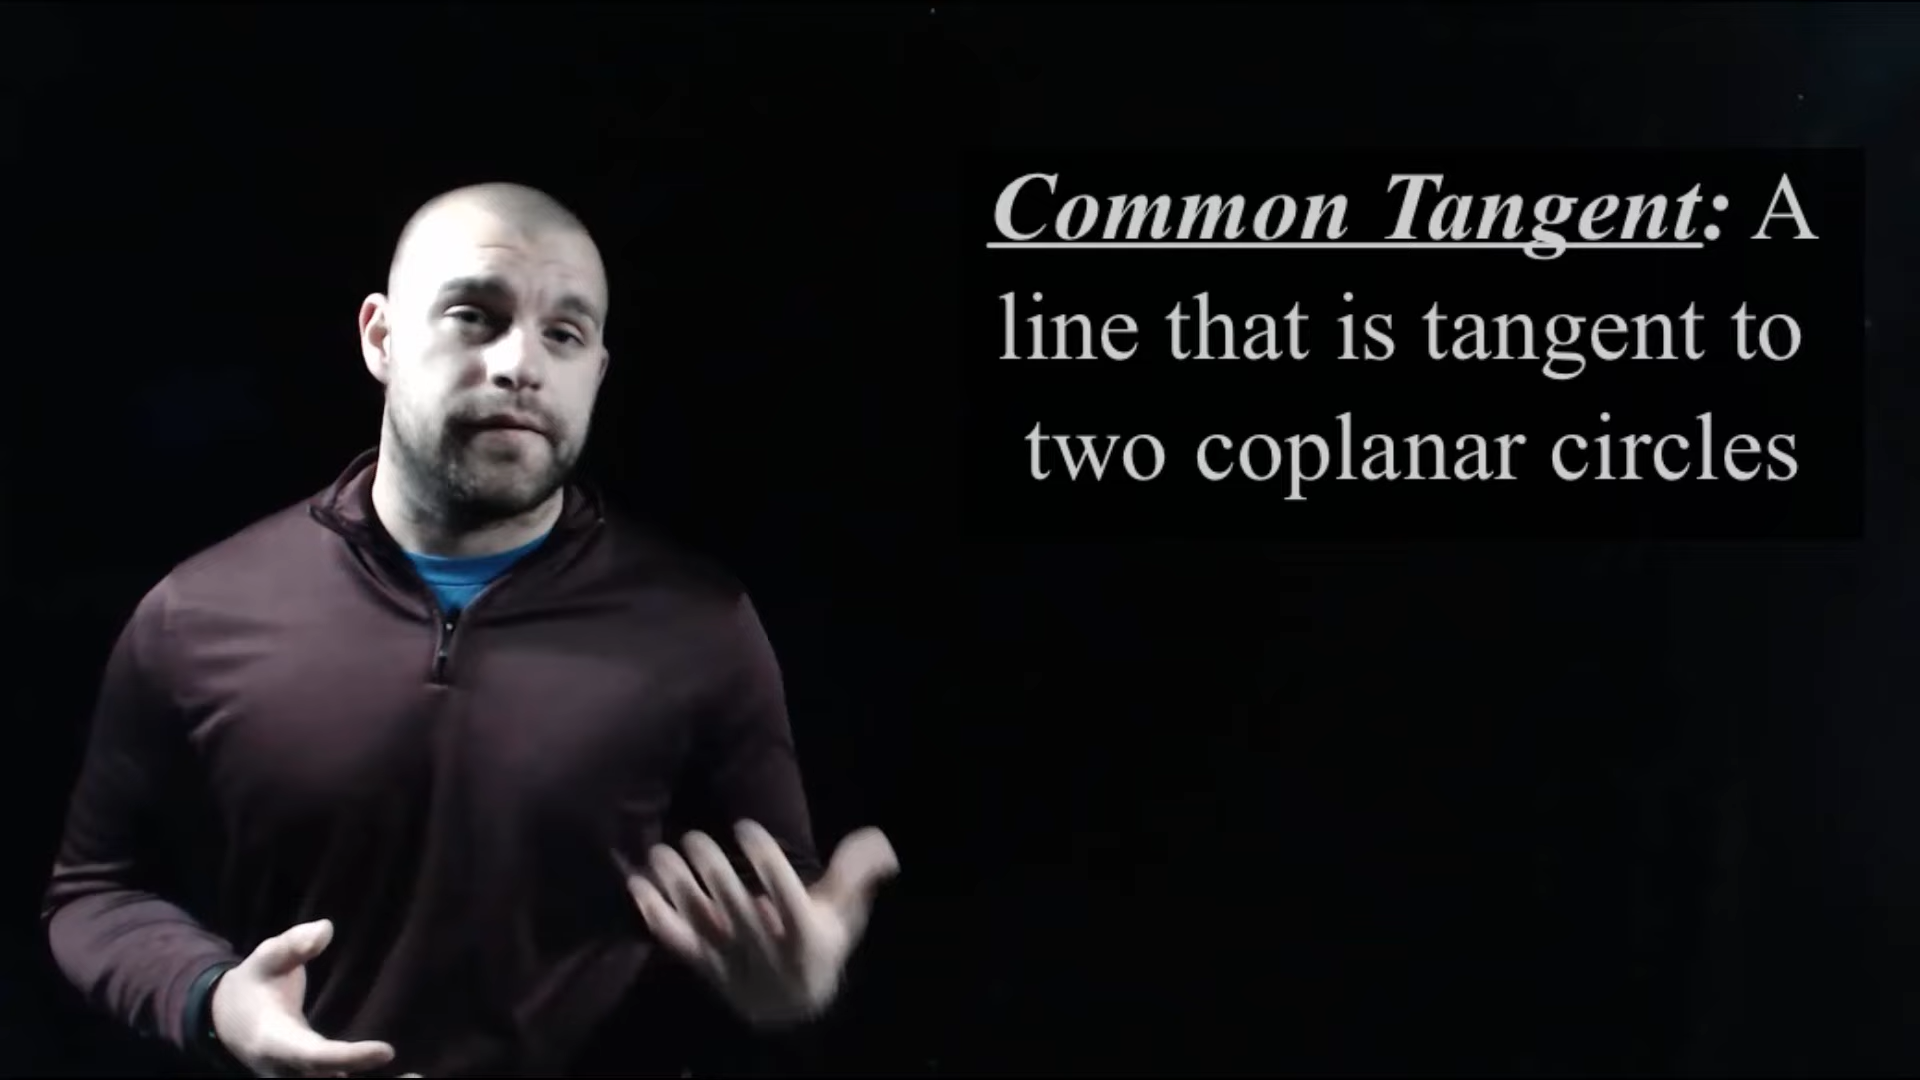 Common Tangent: A
line that is tangent to
two coplanar circles